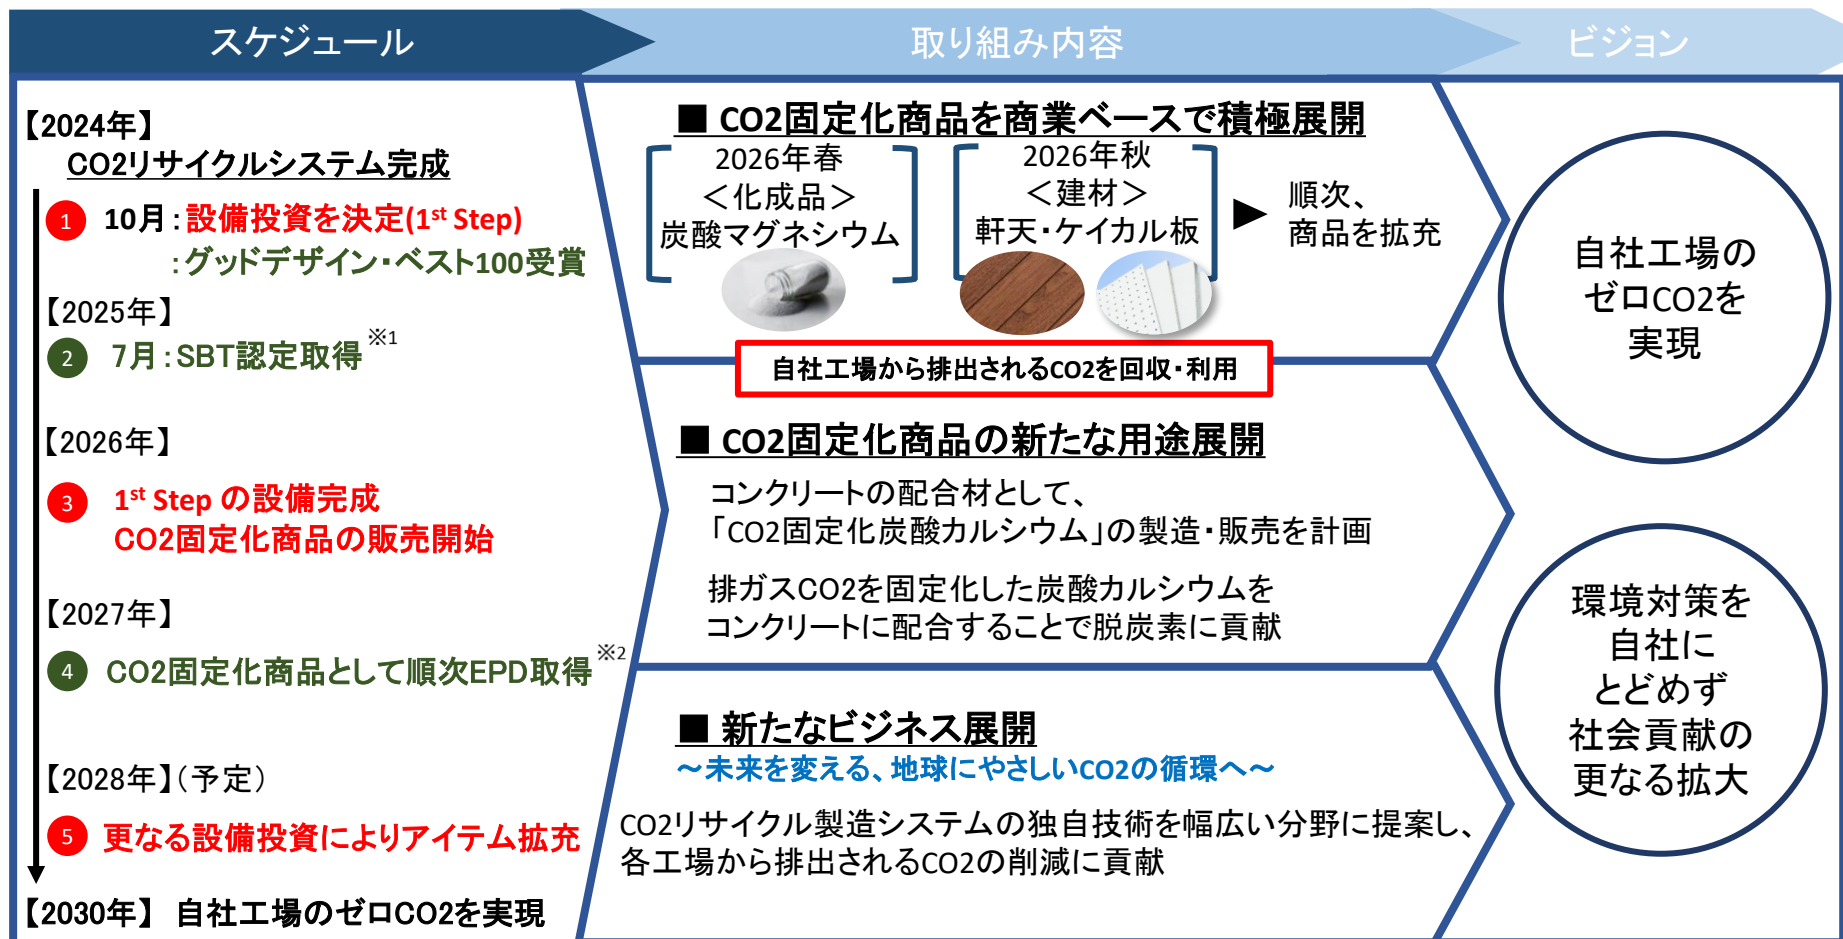 スケジュール
取り組み内容
ビジョン
【2024年】
CO2リサイクルシステム完成
1 10月：設備投資を決定(1st Step)
：グッドデザイン・ベスト100受賞
【2025年】
2 7月：SBT認定取得※1
【2026年】
3 1st Step の設備完成
CO2固定化商品の販売開始
【2027年】
4 CO2固定化商品として順次EPD取得※2
【2028年】（予定）
5 更なる設備投資によりアイテム拡充
【2030年】 自社工場のゼロCO2を実現
■ CO2固定化商品を商業ベースで積極展開
2026年春
＜化成品＞
炭酸マグネシウム
2026年秋
＜建材＞
軒天・ケイカル板
▶ 順次、
商品を拡充
自社工場から排出されるCO2を回収・利用
■ CO2固定化商品の新たな用途展開
コンクリートの配合材として、
「CO2固定化炭酸カルシウム」の製造・販売を計画
排ガスCO2を固定化した炭酸カルシウムを
コンクリートに配合することで脱炭素に貢献
■ 新たなビジネス展開
～未来を変える、地球にやさしいCO2の循環へ～
CO2リサイクル製造システムの独自技術を幅広い分野に提案し、
各工場から排出されるCO2の削減に貢献
自社工場の
ゼロCO2を
実現
環境対策を
自社に
とどめず
社会貢献の
更なる拡大